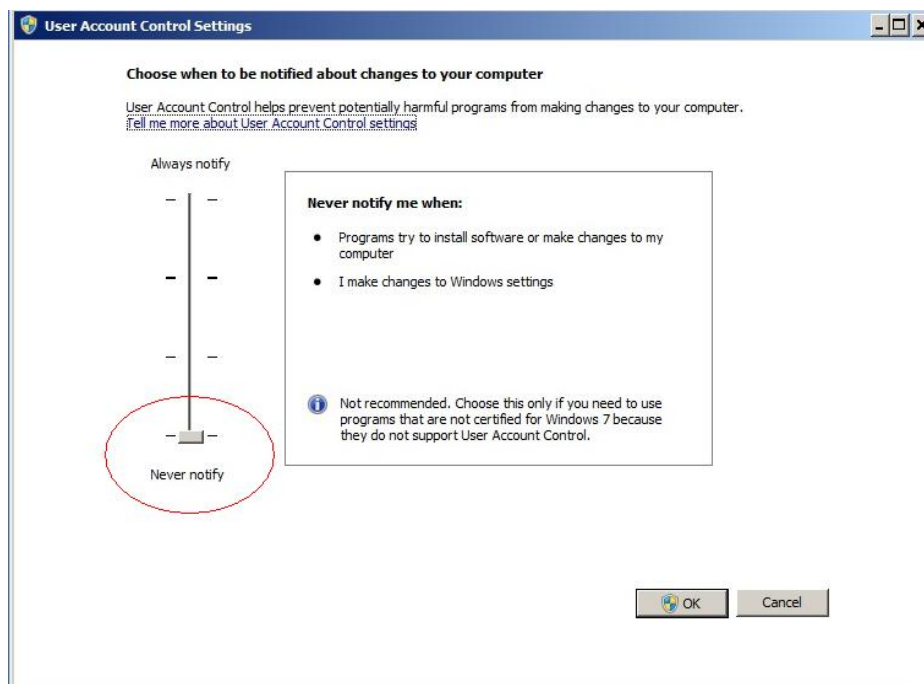 User Account Control Settings
Choose when to be notified about changes to your computer
User Account Control helps prevent potentially harmful programs from making changes to your computer.
Tell me more about User Account Control settings
Always notify
Never notify me when:
Programs try to install software or make changes to my
computer
I make changes to Windows settings
Not recommended. Choose this only if you need to use
programs that are not certified for Windows 7 because
they do not support User Account Control.
Never notify
OK
Cancel